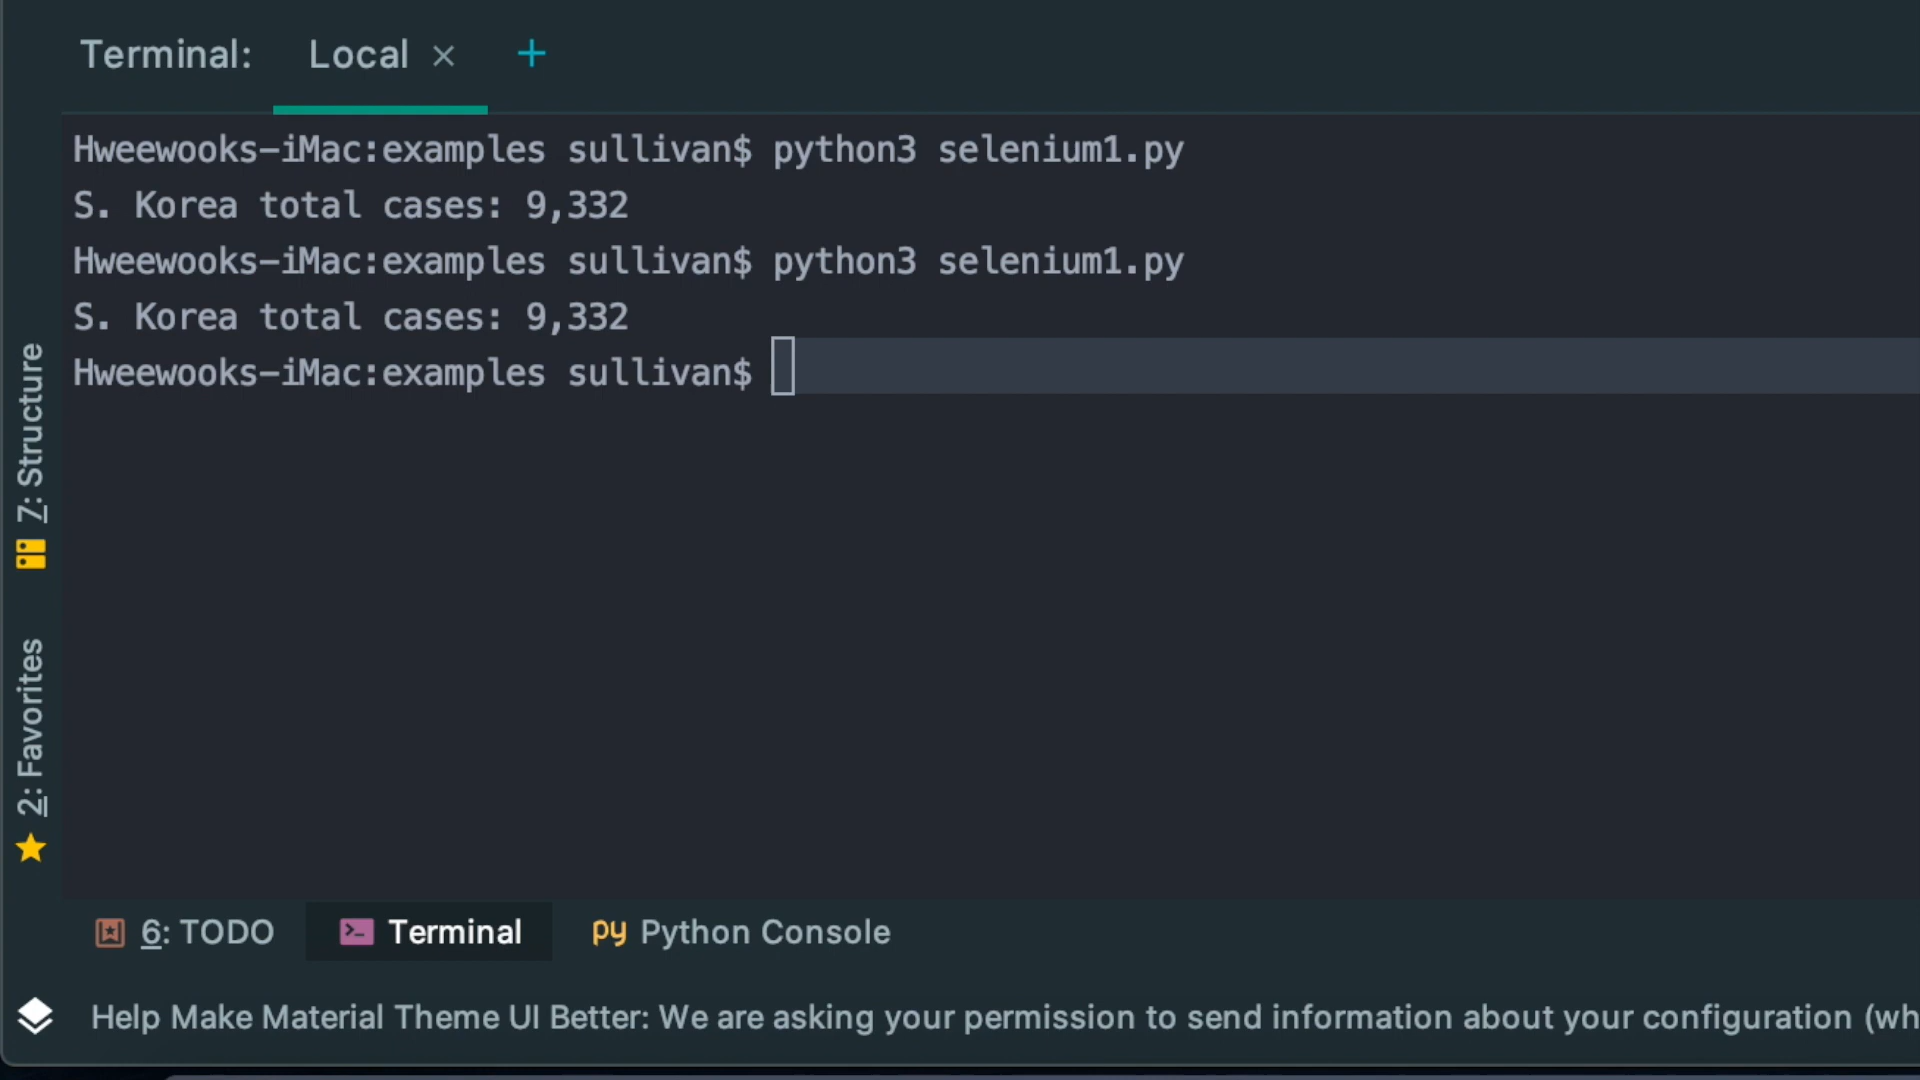 Terminal: Local × +
Hweewooks-iMac:examples sullivan$ python3 selenium1.py
S. Korea total cases: 9,332
Hweewooks-iMac:examples sullivan$ python3 selenium1.py
S. Korea total cases: 9,332
Hweewooks-iMac:examples sullivan$
7: Structure
2: Favorites
6: TODO Terminal py Python Console
Help Make Material Theme UI Better: We are asking your permission to send information about your configuration (wh